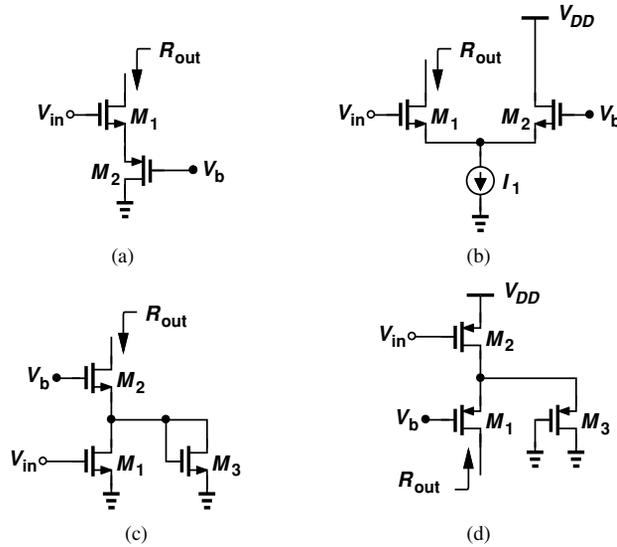 R_out
V_in
M_1
M_2
V_b
(a)
V_DD
R_out
V_in
M_1
M_2
V_b
I_1
(b)
R_out
V_b
M_2
V_in
M_1
M_3
(c)
V_DD
V_in
M_2
V_b
M_1
M_3
R_out
(d)